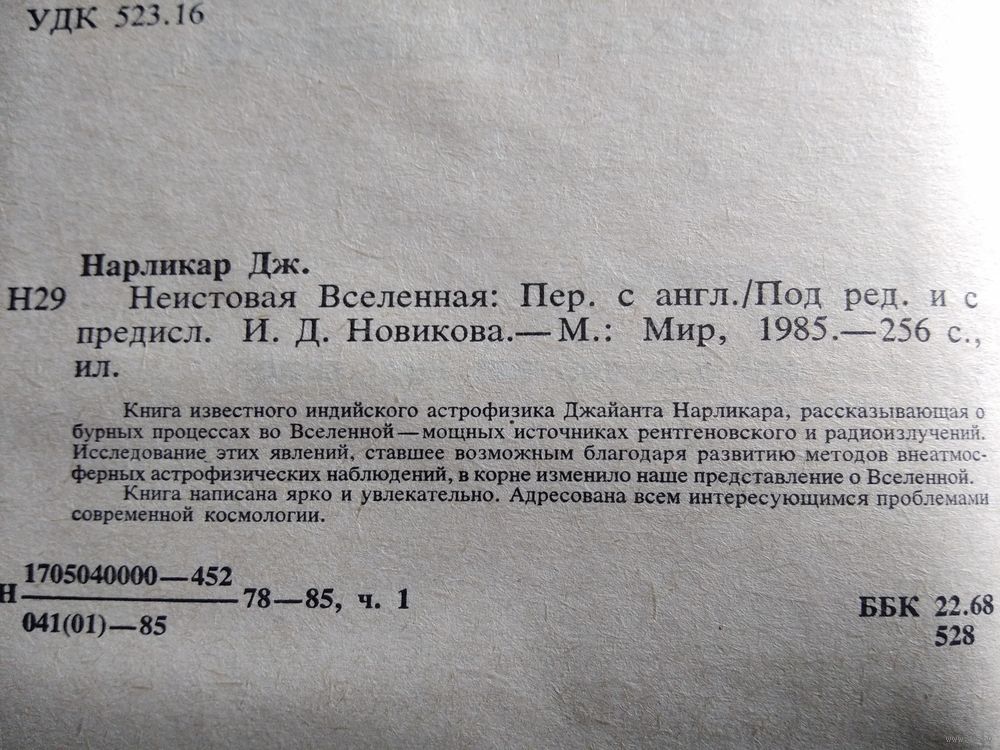 УДК 523.16
Нарликар Дж.
Н29 Неистовая Вселенная: Пер. с англ./Под ред. и с
предисл. И. Д. Новикова.—М.: Мир, 1985.—256 с.,
ил.
Книга известного индийского астрофизика Джайанта Нарликара, рассказывающая о
бурных процессах во Вселенной—мощных источниках рентгеновского и радиоизлучений.
Исследование этих явлений, ставшее возможным благодаря развитию методов внеатмос-
ферных астрофизических наблюдений, в корне изменило наше представление о Вселенной.
Книга написана ярко и увлекательно. Адресована всем интересующимся проблемами
современной космологии.
1705040000—452
Н 78—85, ч. 1
041(01)—85
ББК 22.68
528